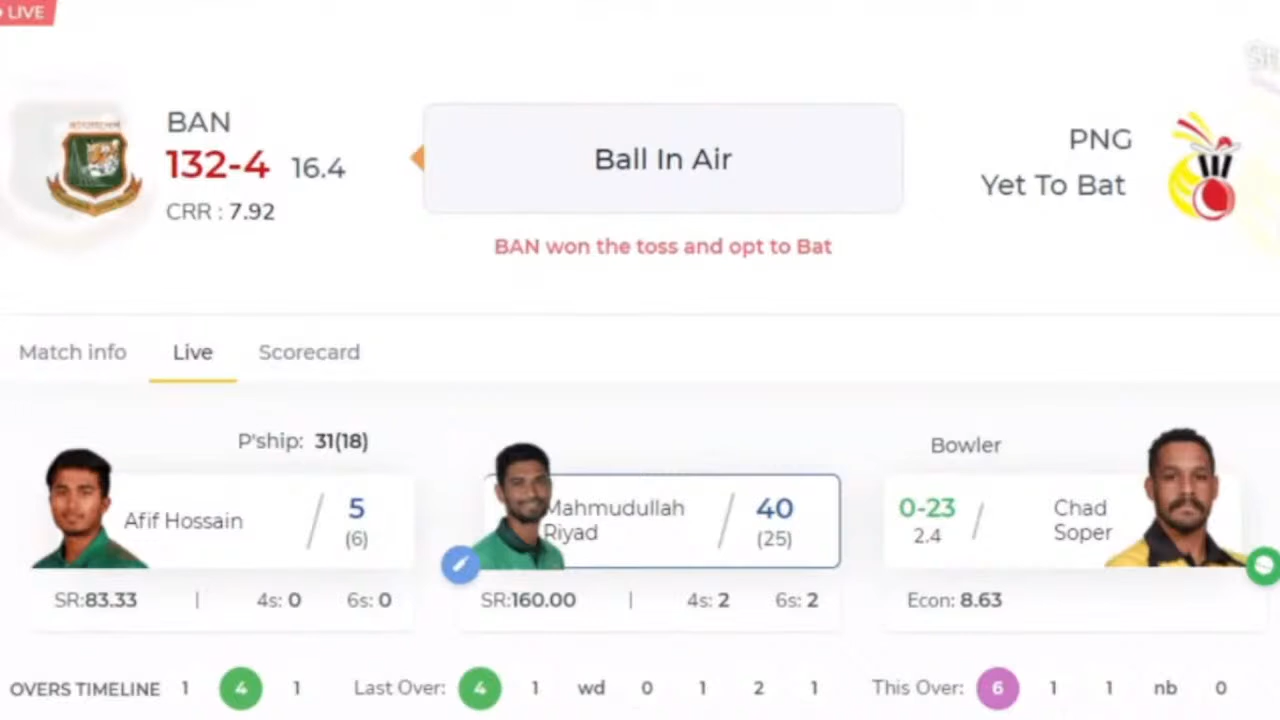 LIVE
BAN
132-4 16.4
CRR : 7.92
Ball In Air
BAN won the toss and opt to Bat
PNG
Yet To Bat
Match info Live Scorecard
P'ship: 31(18)
Afif Hossain 5
(6)
SR:83.33 | 4s: 0 6s: 0
Mahmudullah
Riyad
40
(25)
SR:160.00 | 4s: 2 6s: 2
Bowler
0-23
2.4
Chad
Soper
Econ: 8.63
OVERS TIMELINE 1 4 1 Last Over: 4 1 wd 0 1 2 1 This Over: 6 1 1 nb 0